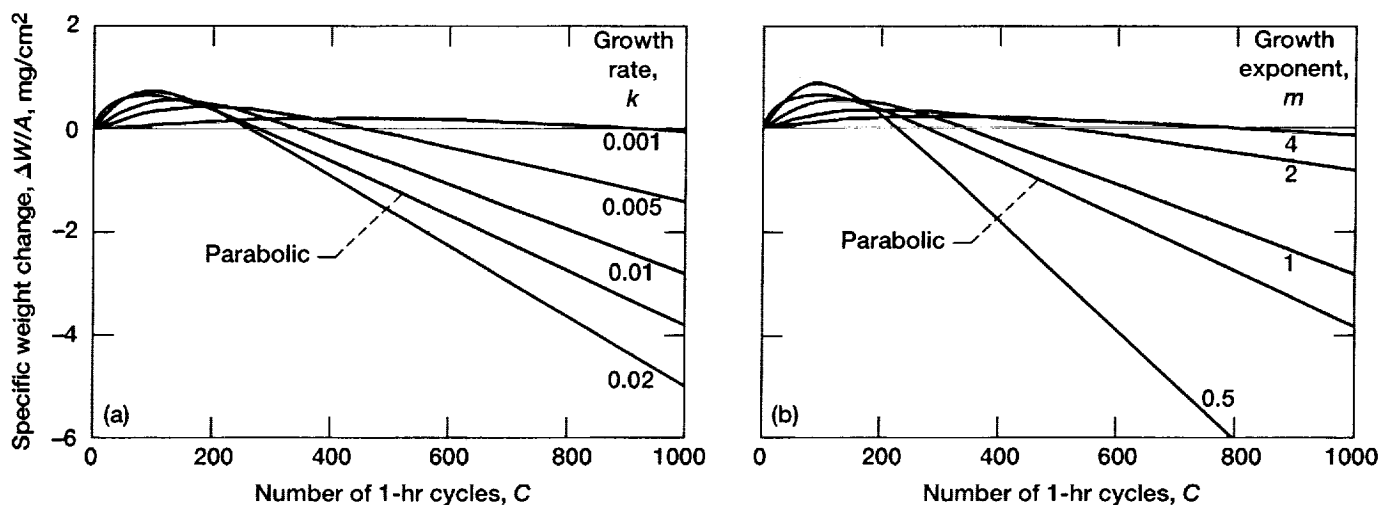 Specific weight change, ΔW/A, mg/cm²
2
0
−2
−4
−6
Growth
rate,
k
0.001
0.005
0.01
0.02
Parabolic
(a)
0
200
400
600
800
1000
Number of 1-hr cycles, C
Growth
exponent,
m
4
2
1
0.5
Parabolic
(b)
0
200
400
600
800
1000
Number of 1-hr cycles, C